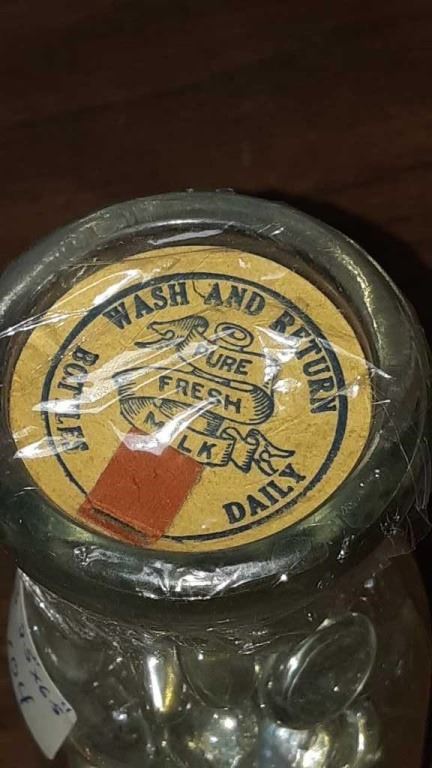 WASH AND RETURN
BOTTLES
DAILY
PURE
FRESH
MILK